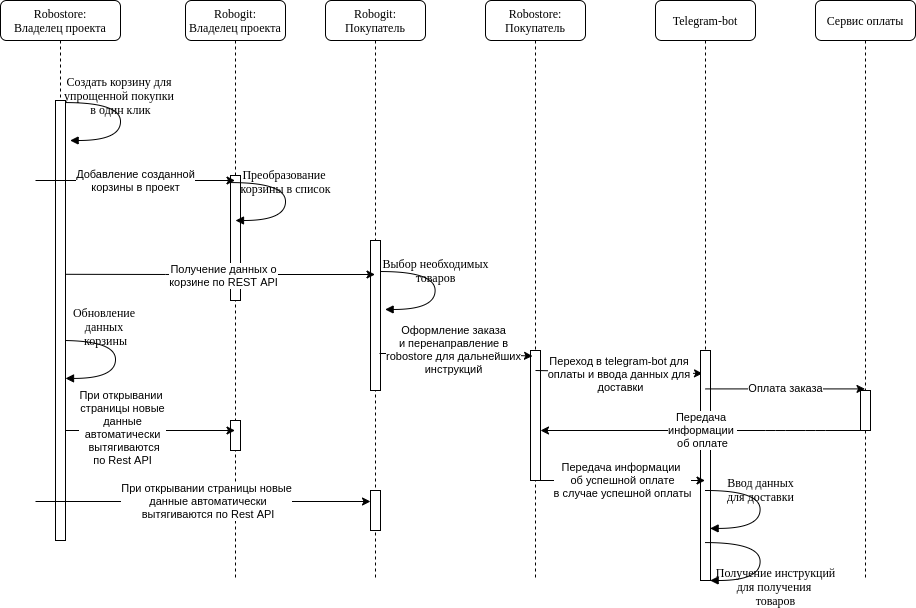 Robostore:
Владелец проекта
Robogit:
Владелец проекта
Robogit:
Покупатель
Robostore:
Покупатель
Telegram-bot
Сервис оплаты
Создать корзину для
упрощенной покупки
в один клик
Добавление созданной
корзины в проект
Преобразование
корзины в список
Получение данных о
корзине по REST API
Выбор необходимых
товаров
Обновление
данных
корзины
Оформление заказа
и перенаправление в
robostore для дальнейших
инструкций
Переход в telegram-bot для
оплаты и ввода данных для
доставки
Оплата заказа
При открывании
страницы новые
данные
автоматически
вытягиваются
по Rest API
Передача
информации
об оплате
Передача информации
об успешной оплате
в случае успешной оплаты
При открывании страницы новые
данные автоматически
вытягиваются по Rest API
Ввод данных
для доставки
Получение инструкций
для получения
товаров